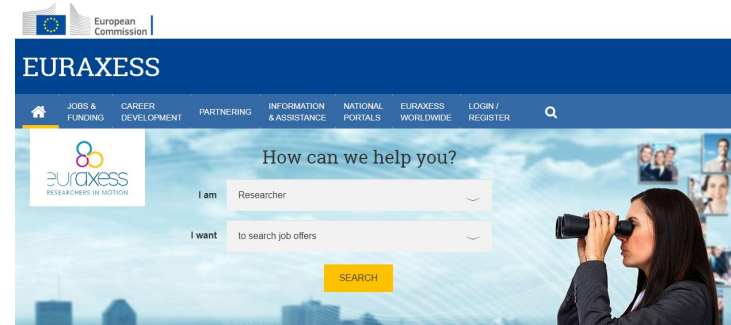 European
Commission
EURAXESS
JOBS &
FUNDING
CAREER
DEVELOPMENT
PARTNERING
INFORMATION
& ASSISTANCE
NATIONAL
PORTALS
EURAXESS
WORLDWIDE
LOGIN /
REGISTER
euraxess
RESEARCHERS IN MOTION
How can we help you?
I am Researcher
I want to search job offers
SEARCH